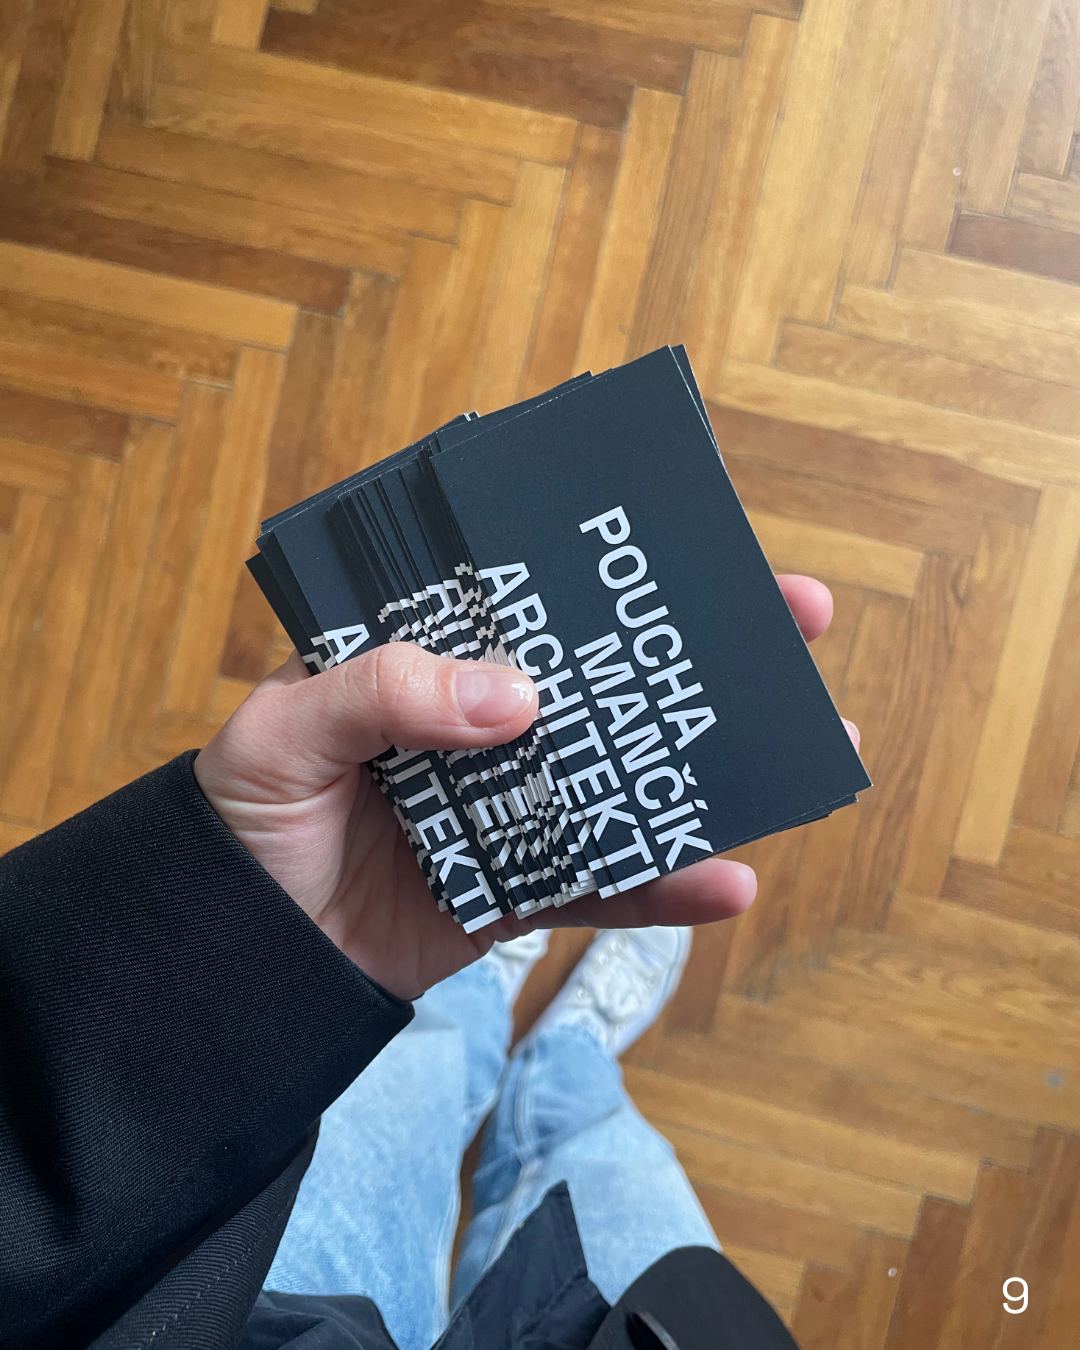 POUCHA
MANČÍK
ARCHITEKTI
9